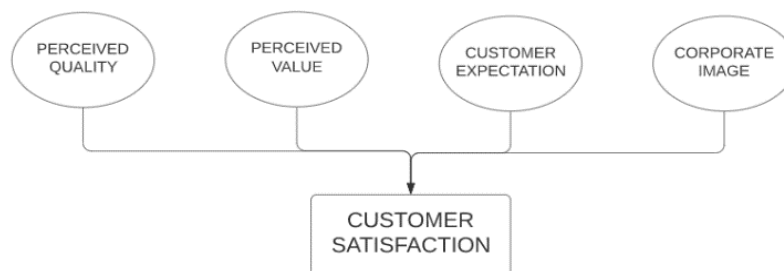 PERCEIVED
QUALITY
PERCEIVED
VALUE
CUSTOMER
EXPECTATION
CORPORATE
IMAGE
CUSTOMER
SATISFACTION